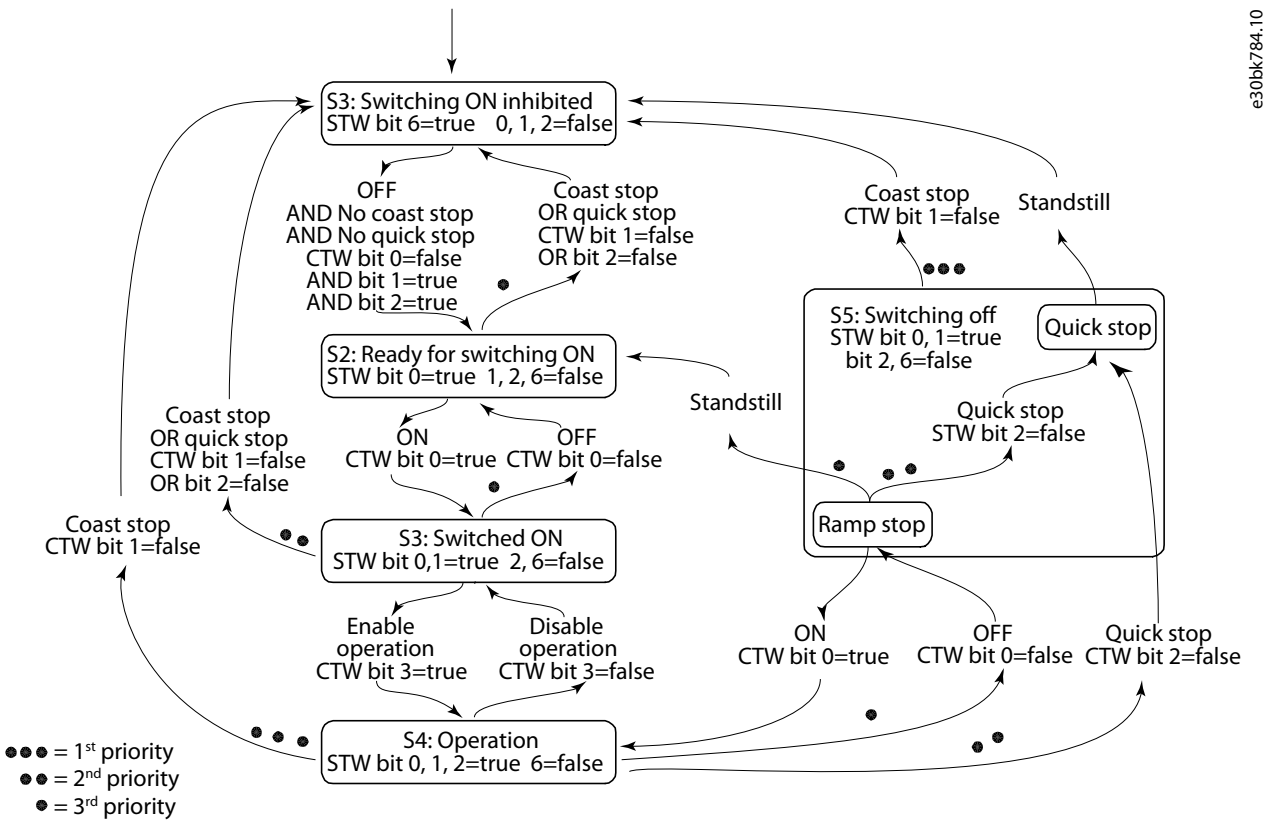 e30bk784.10
S3: Switching ON inhibited
STW bit 6=true 0, 1, 2=false
OFF
AND No coast stop
AND No quick stop
CTW bit 0=false
AND bit 1=true
AND bit 2=true
Coast stop
OR quick stop
CTW bit 1=false
OR bit 2=false
Coast stop
CTW bit 1=false
Standstill
S2: Ready for switching ON
STW bit 0=true 1, 2, 6=false
S5: Switching off
STW bit 0, 1=true
bit 2, 6=false
Quick stop
Quick stop
STW bit 2=false
Standstill
Ramp stop
Coast stop
OR quick stop
CTW bit 1=false
OR bit 2=false
ON
CTW bit 0=true
OFF
CTW bit 0=false
Coast stop
CTW bit 1=false
S3: Switched ON
STW bit 0,1=true 2, 6=false
Enable
operation
CTW bit 3=true
Disable
operation
CTW bit 3=false
ON
CTW bit 0=true
OFF
CTW bit 0=false
Quick stop
CTW bit 2=false
S4: Operation
STW bit 0, 1, 2=true 6=false
= 1st priority
= 2nd priority
= 3rd priority